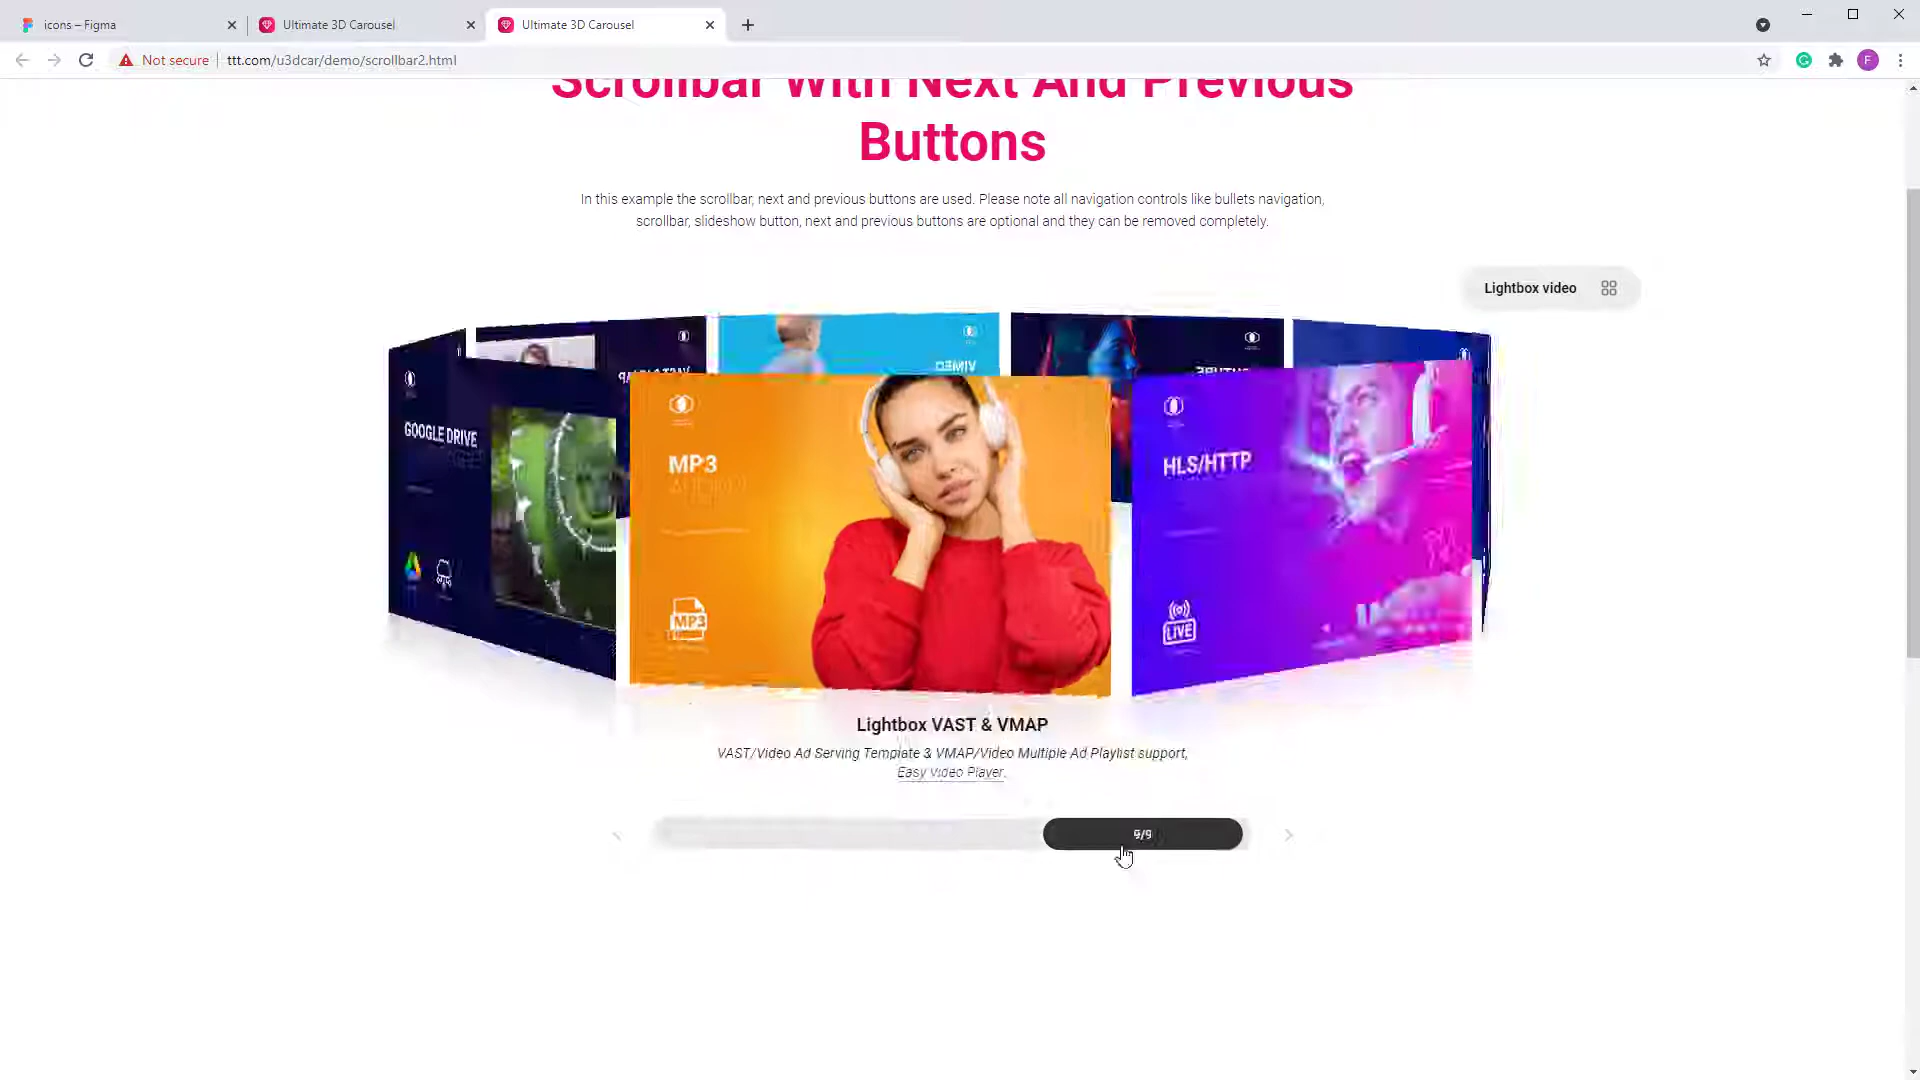 icons – Figma
Ultimate 3D Carousel
Ultimate 3D Carousel
Not secure
ttt.com/u3dcar/demo/scrollbar2.html
F
Scrollbar With Next And Previous
Buttons
In this example the scrollbar, next and previous buttons are used. Please note all navigation controls like bullets navigation,
scrollbar, slideshow button, next and previous buttons are optional and they can be removed completely.
Lightbox video
GOOGLE DRIVE
MP3
HLS/HTTP
MP3
LIVE
Lightbox VAST & VMAP
VAST/Video Ad Serving Template & VMAP/Video Multiple Ad Playlist support,
Easy Video Player.